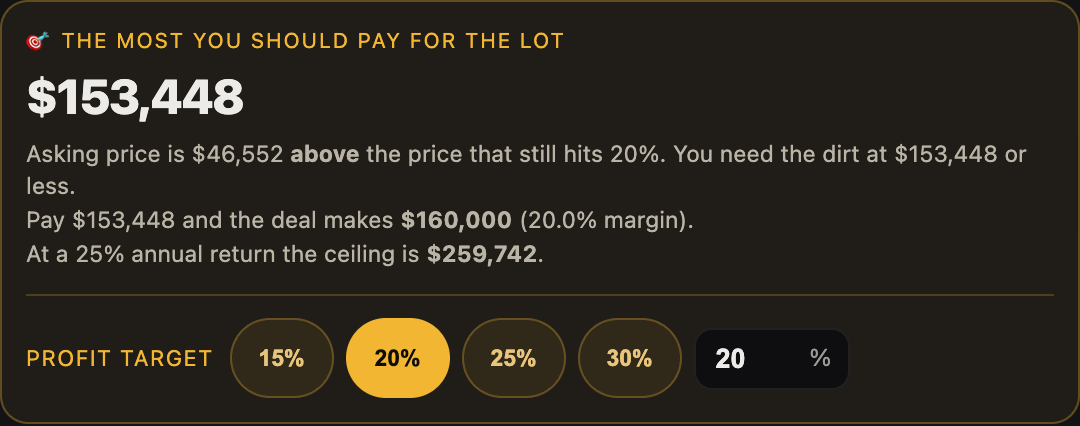 🎯 THE MOST YOU SHOULD PAY FOR THE LOT
$153,448
Asking price is $46,552 above the price that still hits 20%. You need the dirt at $153,448 or
less.
Pay $153,448 and the deal makes $160,000 (20.0% margin).
At a 25% annual return the ceiling is $259,742.
PROFIT TARGET 15% 20% 25% 30% 20 %